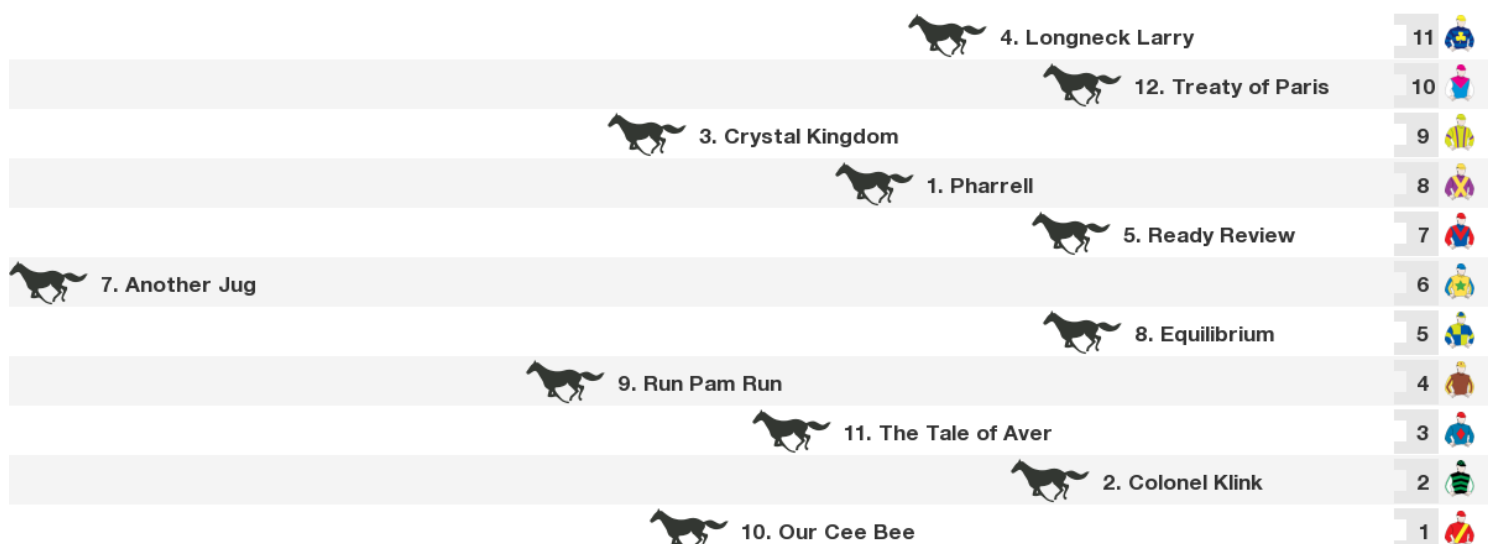 4. Longneck Larry 11
12. Treaty of Paris 10
3. Crystal Kingdom 9
1. Pharrell 8
5. Ready Review 7
7. Another Jug 6
8. Equilibrium 5
9. Run Pam Run 4
11. The Tale of Aver 3
2. Colonel Klink 2
10. Our Cee Bee 1